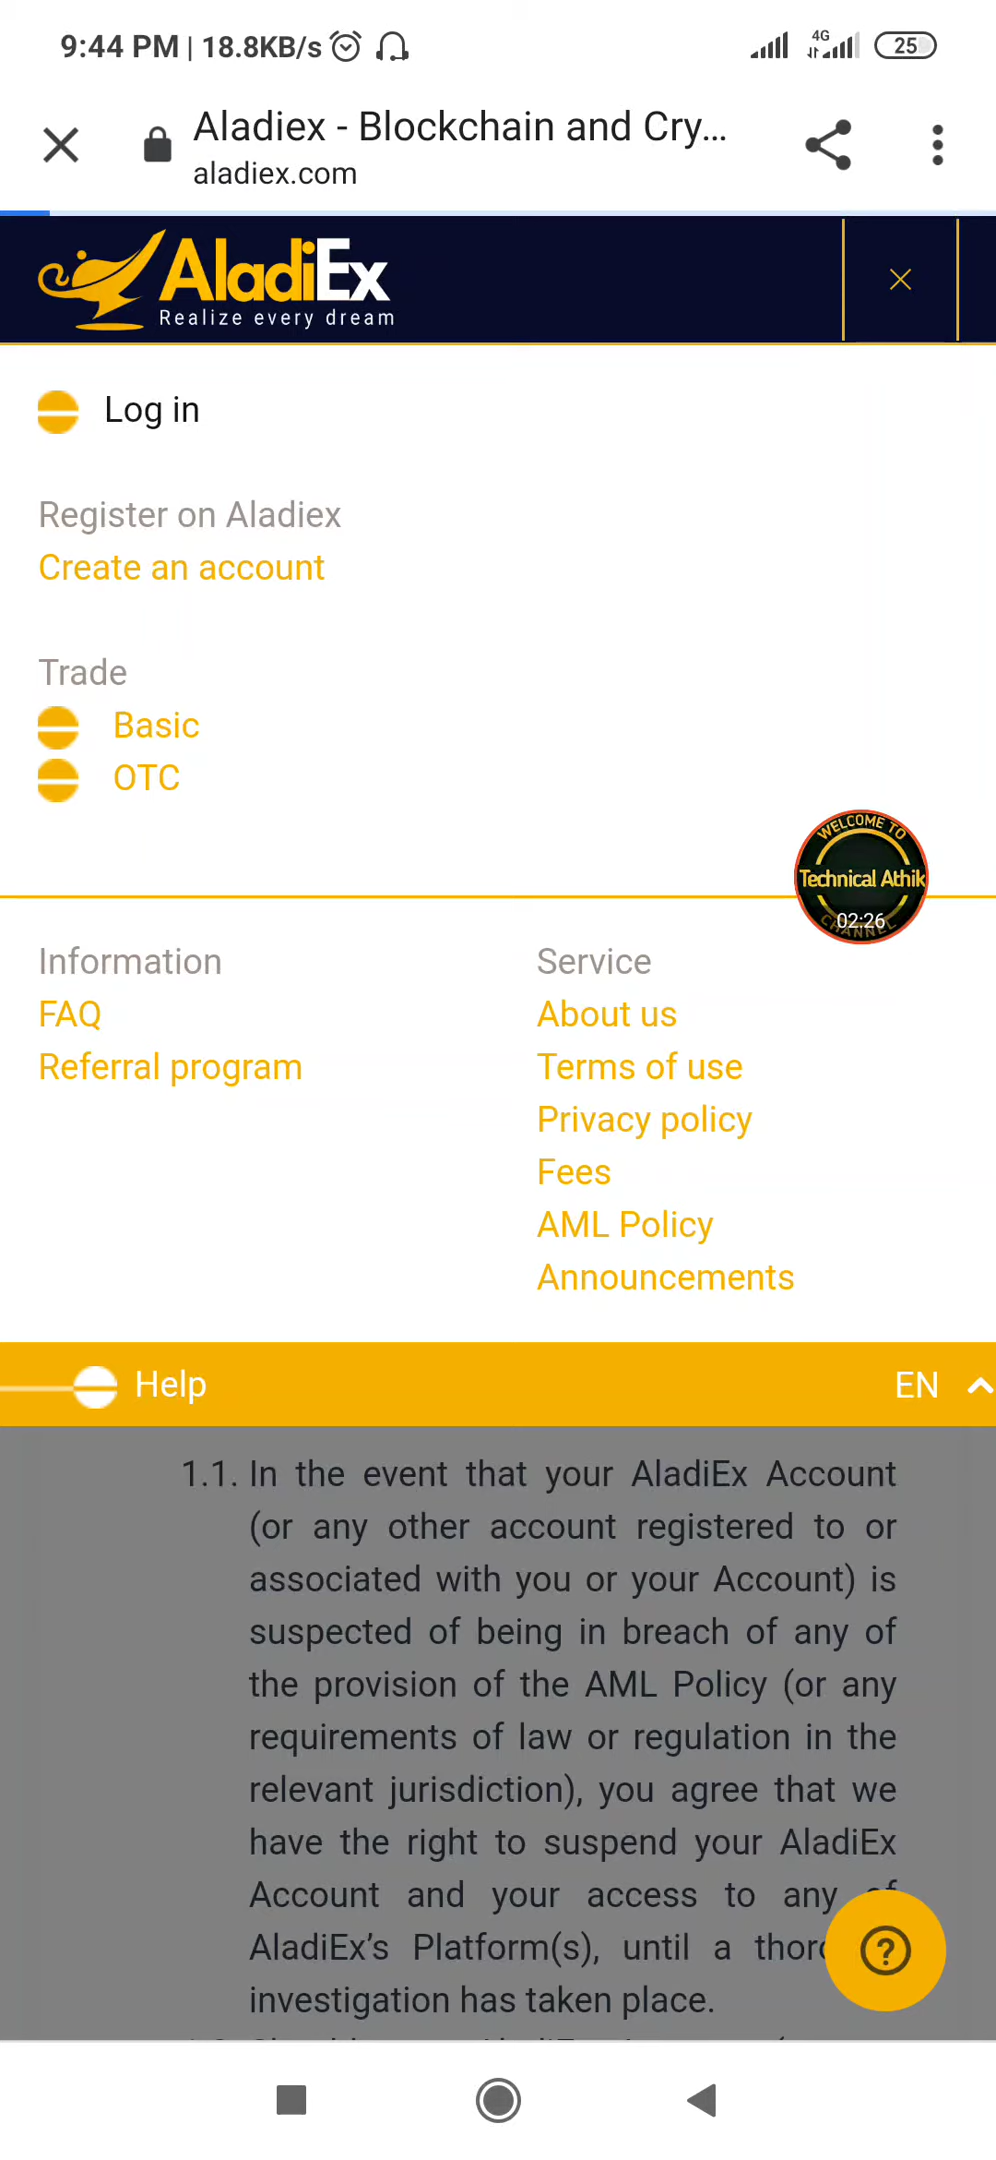 9:44 PM | 18.8KB/s
4G
25
Aladiex - Blockchain and Cry...
aladiex.com
AladiEx
Realize every dream
Log in
Register on Aladiex
Create an account
Trade
Basic
OTC
WELCOME TO
Technical Athik
02:26
CHANNEL
Information
FAQ
Referral program
Service
About us
Terms of use
Privacy policy
Fees
AML Policy
Announcements
Help
EN
1.1. In the event that your AladiEx Account
(or any other account registered to or
associated with you or your Account) is
suspected of being in breach of any of
the provision of the AML Policy (or any
requirements of law or regulation in the
relevant jurisdiction), you agree that we
have the right to suspend your AladiEx
Account and your access to any of
AladiEx's Platform(s), until a
investigation has taken place.